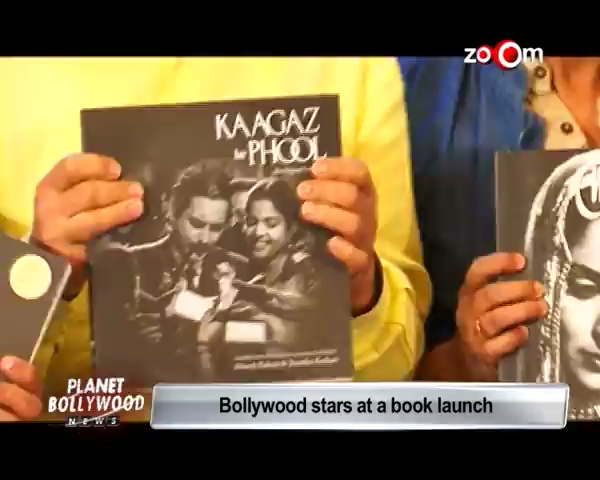 zoOm
KAAGAZ
ke PHOOL
PLANET
BOLLYWOOD
NEWS
Bollywood stars at a book launch